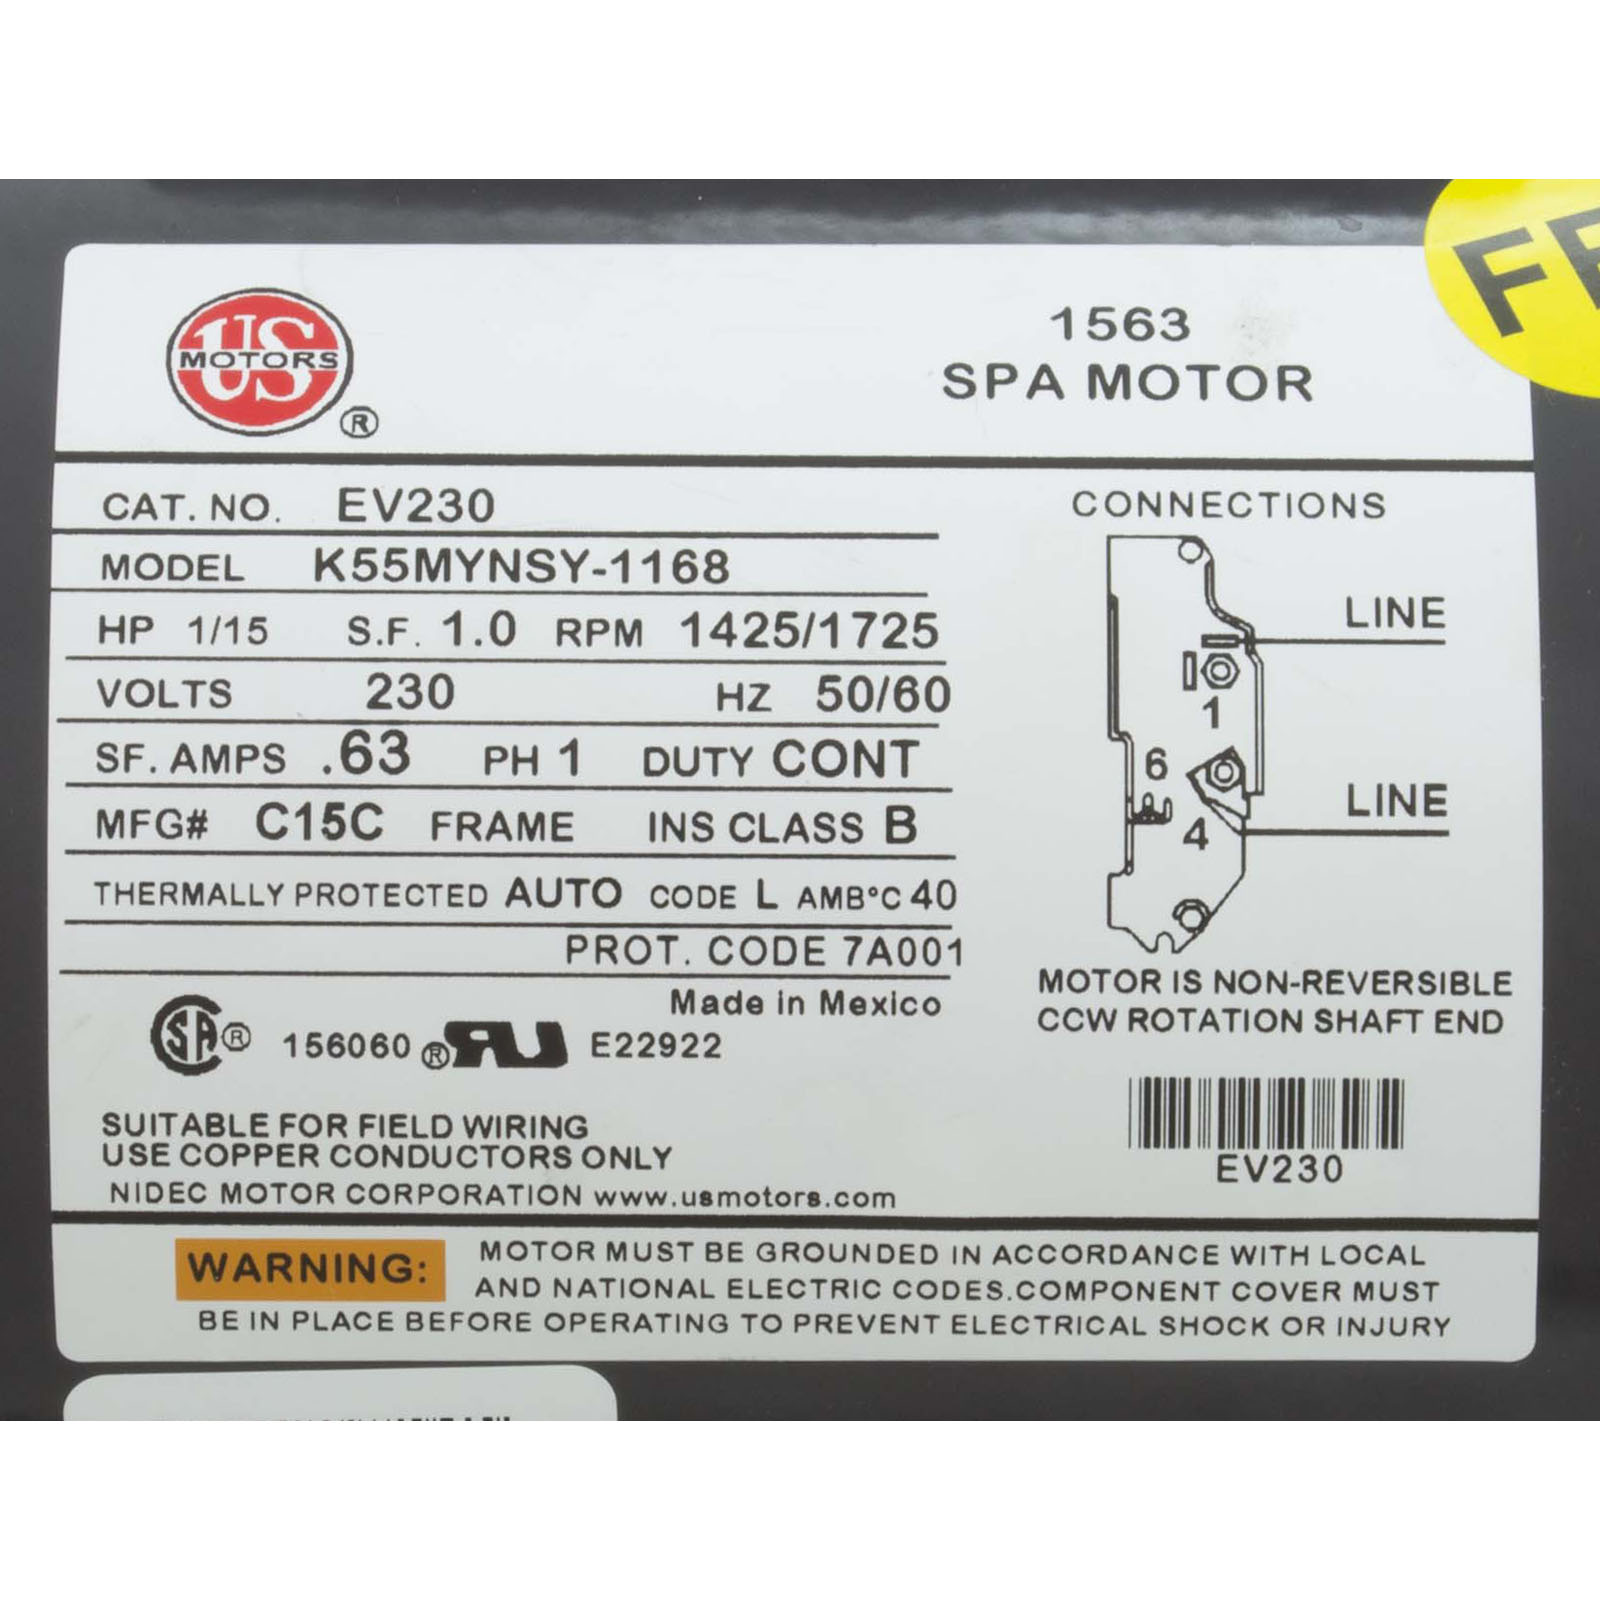 US
MOTORS
®
1563
SPA MOTOR
CAT. NO. EV230
MODEL K55MYNSY-1168
HP 1/15 S.F. 1.0 RPM 1425/1725
VOLTS 230 HZ 50/60
SF. AMPS .63 PH 1 DUTY CONT
MFG# C15C FRAME INS CLASS B
THERMALLY PROTECTED AUTO CODE L AMB°C 40
PROT. CODE 7A001
Made in Mexico
SA ® 156060 ® RU E22922
SUITABLE FOR FIELD WIRING
USE COPPER CONDUCTORS ONLY
NIDEC MOTOR CORPORATION www.usmotors.com
CONNECTIONS
LINE
1
6
LINE
4
MOTOR IS NON-REVERSIBLE
CCW ROTATION SHAFT END
EV230
WARNING: MOTOR MUST BE GROUNDED IN ACCORDANCE WITH LOCAL
AND NATIONAL ELECTRIC CODES.COMPONENT COVER MUST
BE IN PLACE BEFORE OPERATING TO PREVENT ELECTRICAL SHOCK OR INJURY